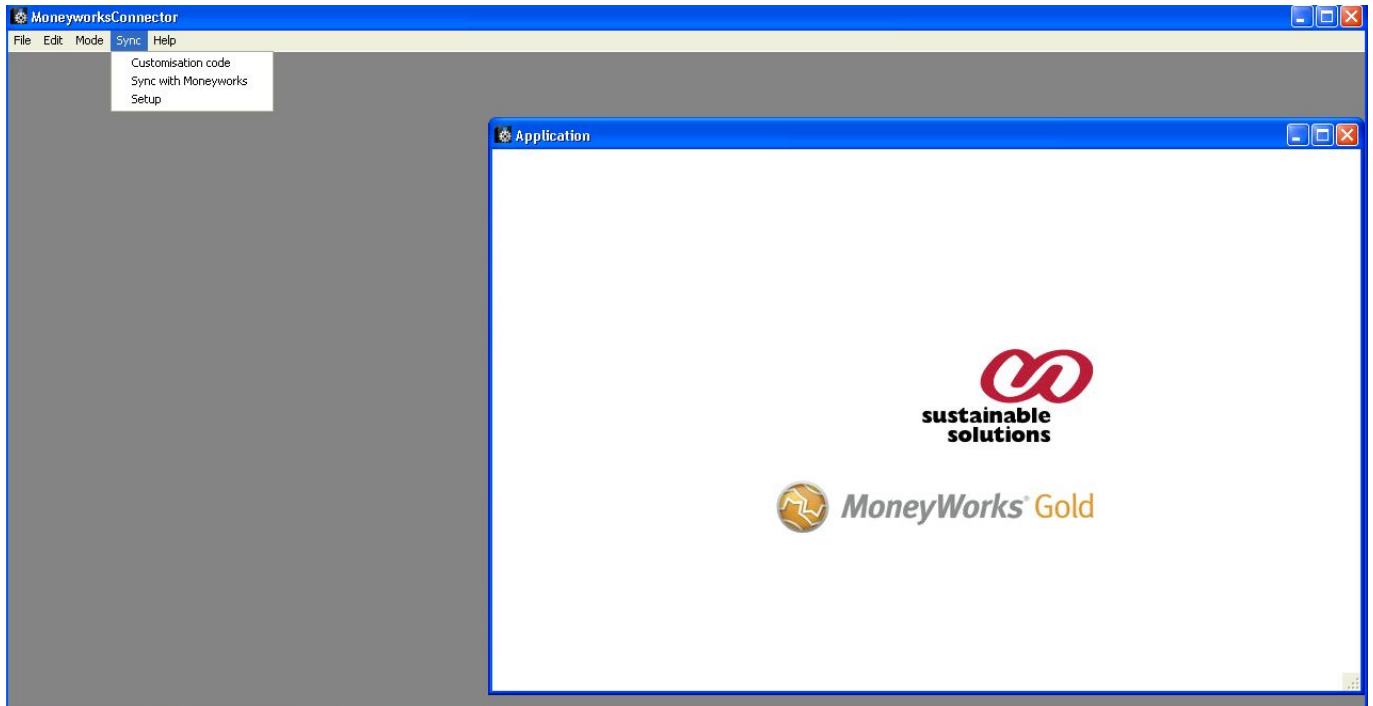 MoneyworksConnector
File Edit Mode Sync Help
Customisation code
Sync with Moneyworks
Setup
Application
sustainable
solutions
MoneyWorks® Gold